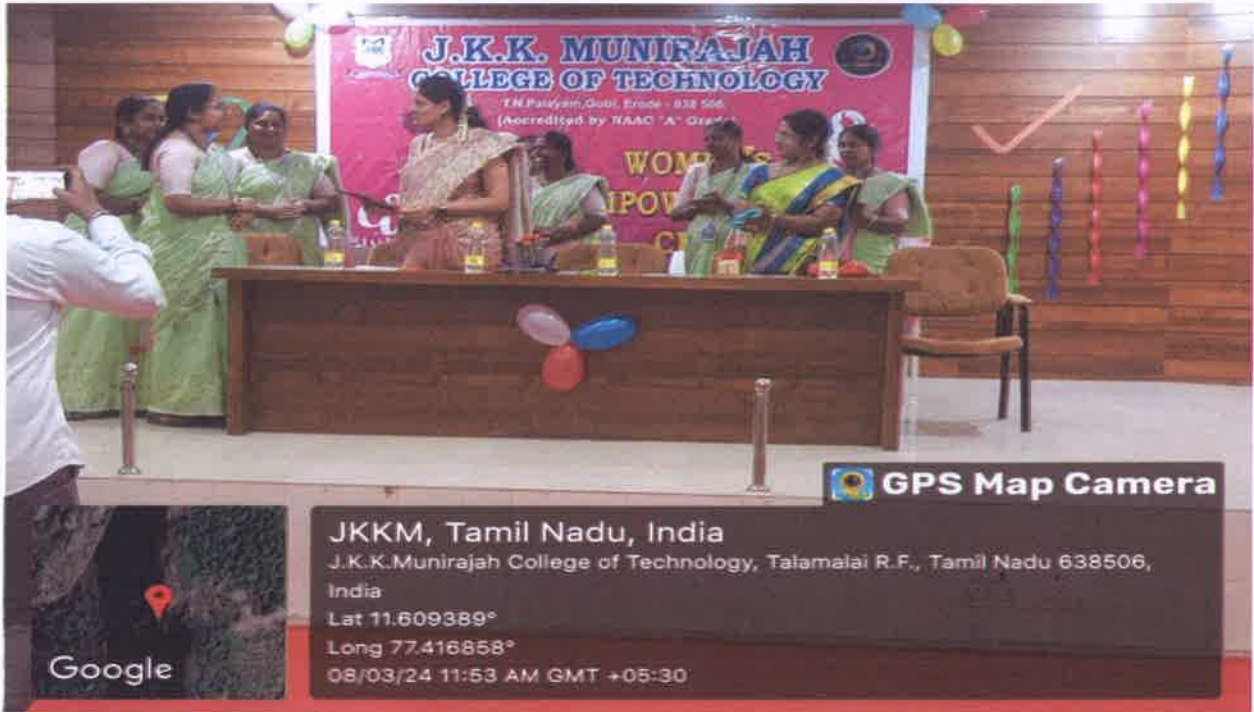 J.K.K. MUNIRAJAH
COLLEGE OF TECHNOLOGY
T.N.Palayam,Gobi, Erode - 638 506.
(Accredited by NAAC "A" Grade)
GPS Map Camera
JKKM, Tamil Nadu, India
J.K.K.Munirajah College of Technology, Talamalai R.F., Tamil Nadu 638506,
India
Lat 11.609389°
Long 77.416858°
08/03/24 11:53 AM GMT +05:30
Google